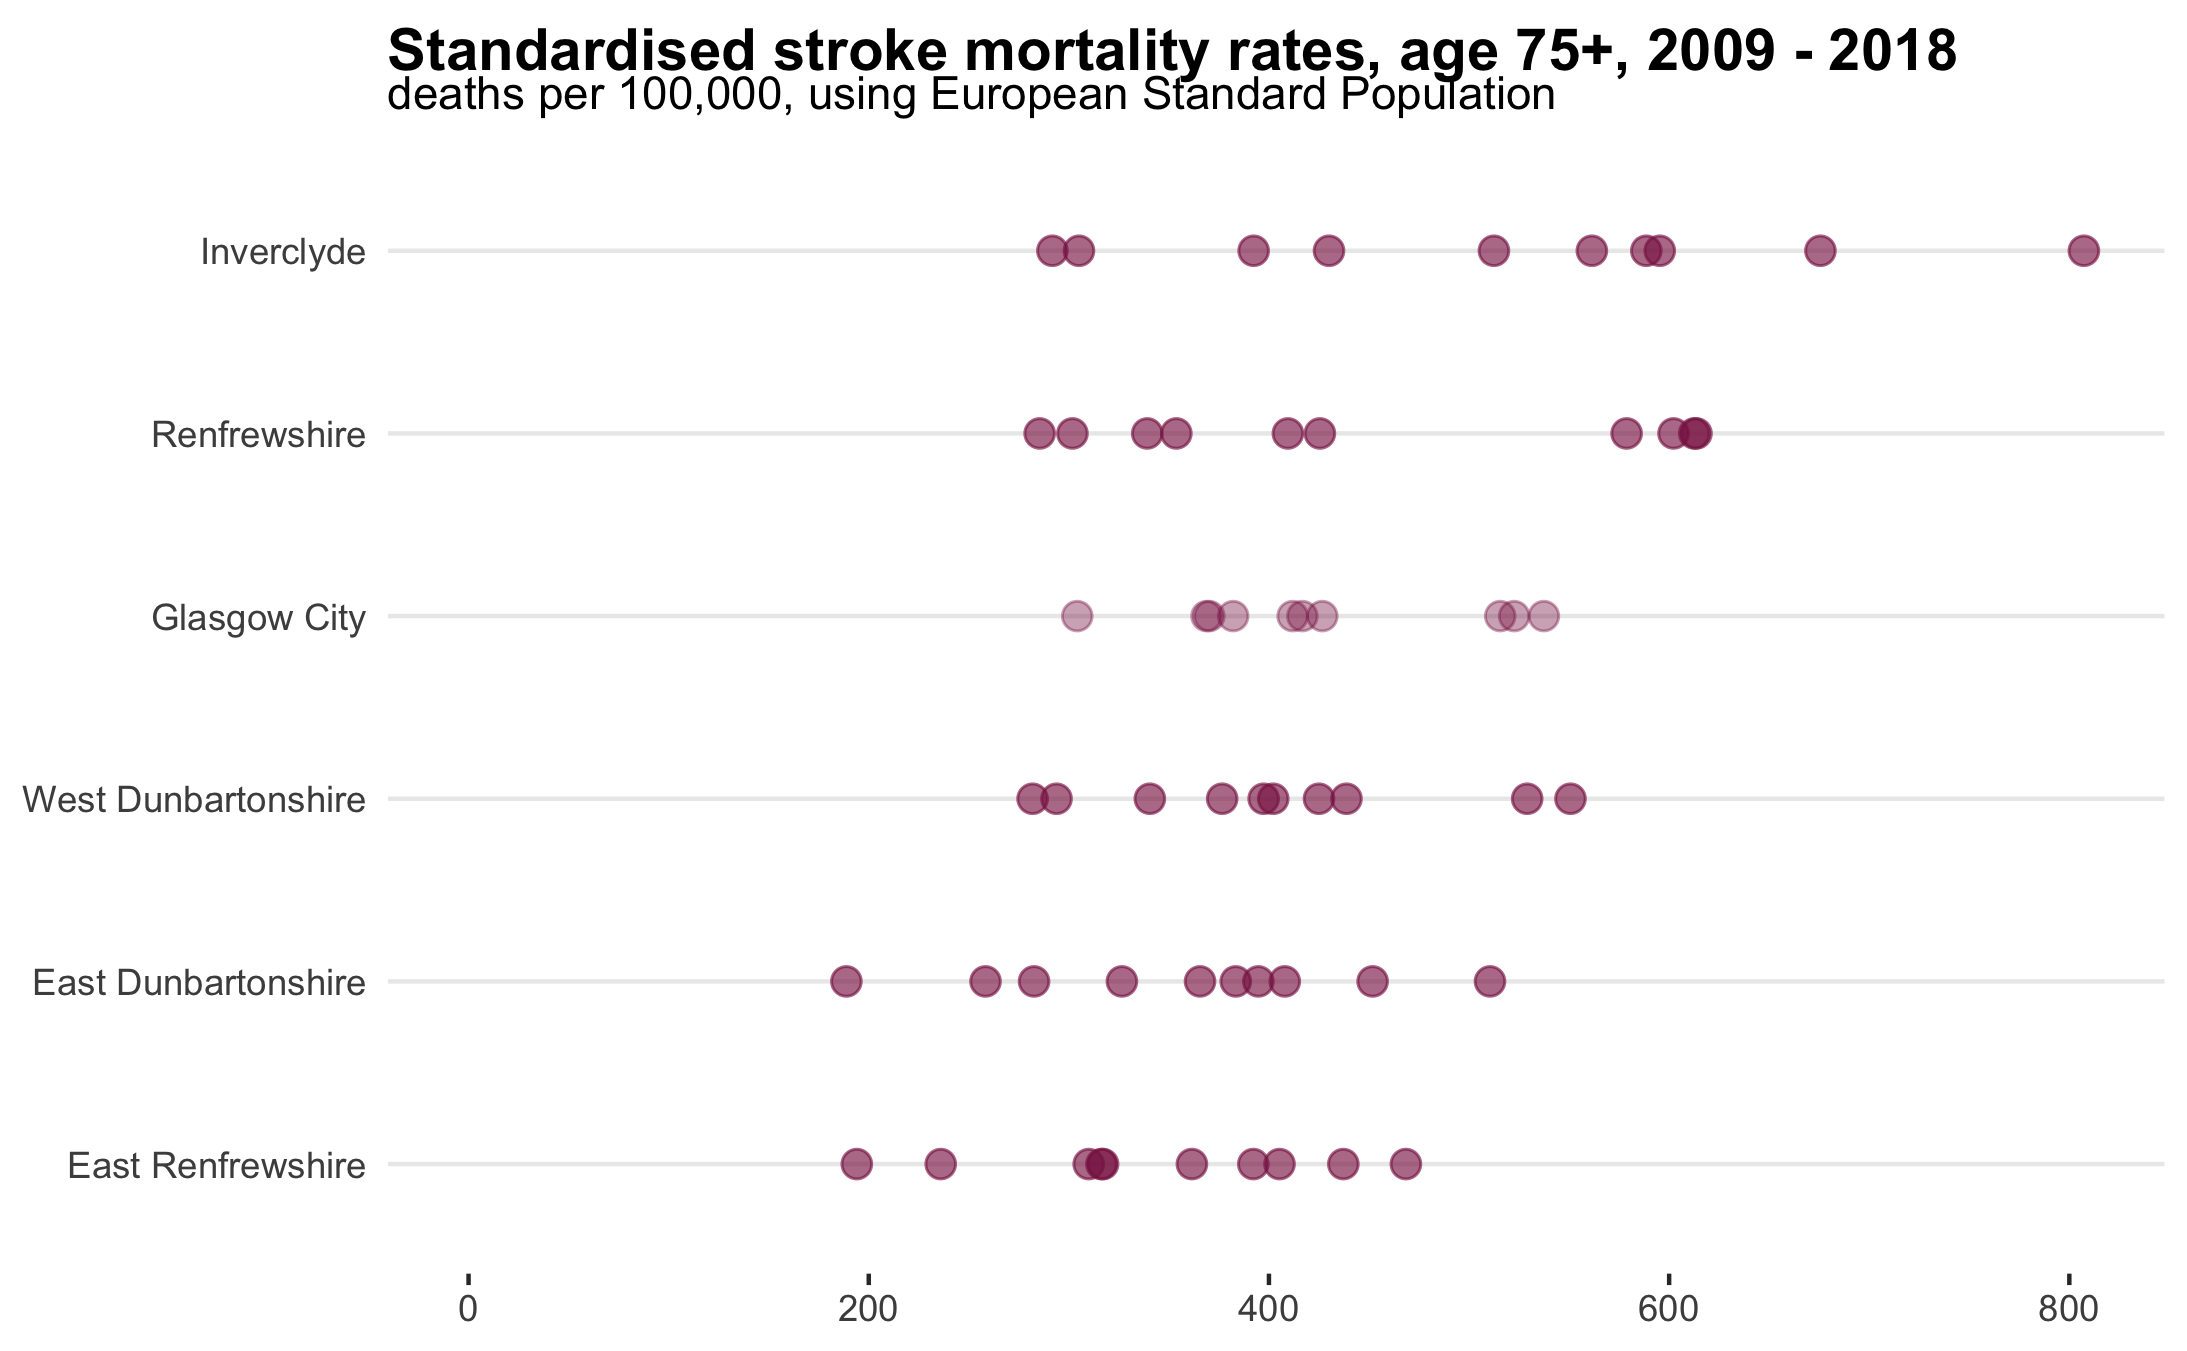 Standardised stroke mortality rates, age 75+, 2009 - 2018
deaths per 100,000, using European Standard Population
Inverclyde
Renfrewshire
Glasgow City
West Dunbartonshire
East Dunbartonshire
East Renfrewshire
0 200 400 600 800